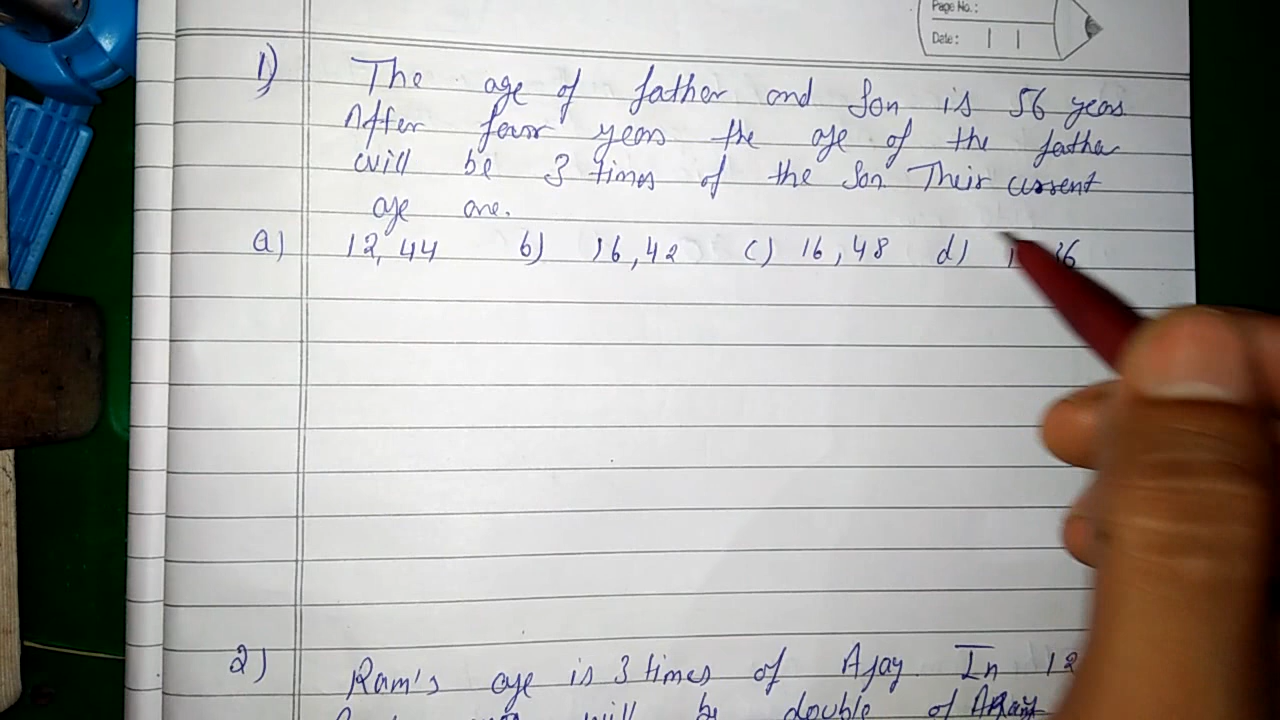 Page No.:
Date:
1) The age of father and Son is 56 years
After four years the age of the father
will be 3 times of the Son Their current
age are.
a) 12, 44 b) 16, 42 c) 16, 48 d)
2) Ram's age is 3 times of Ajay In 12
will be double of